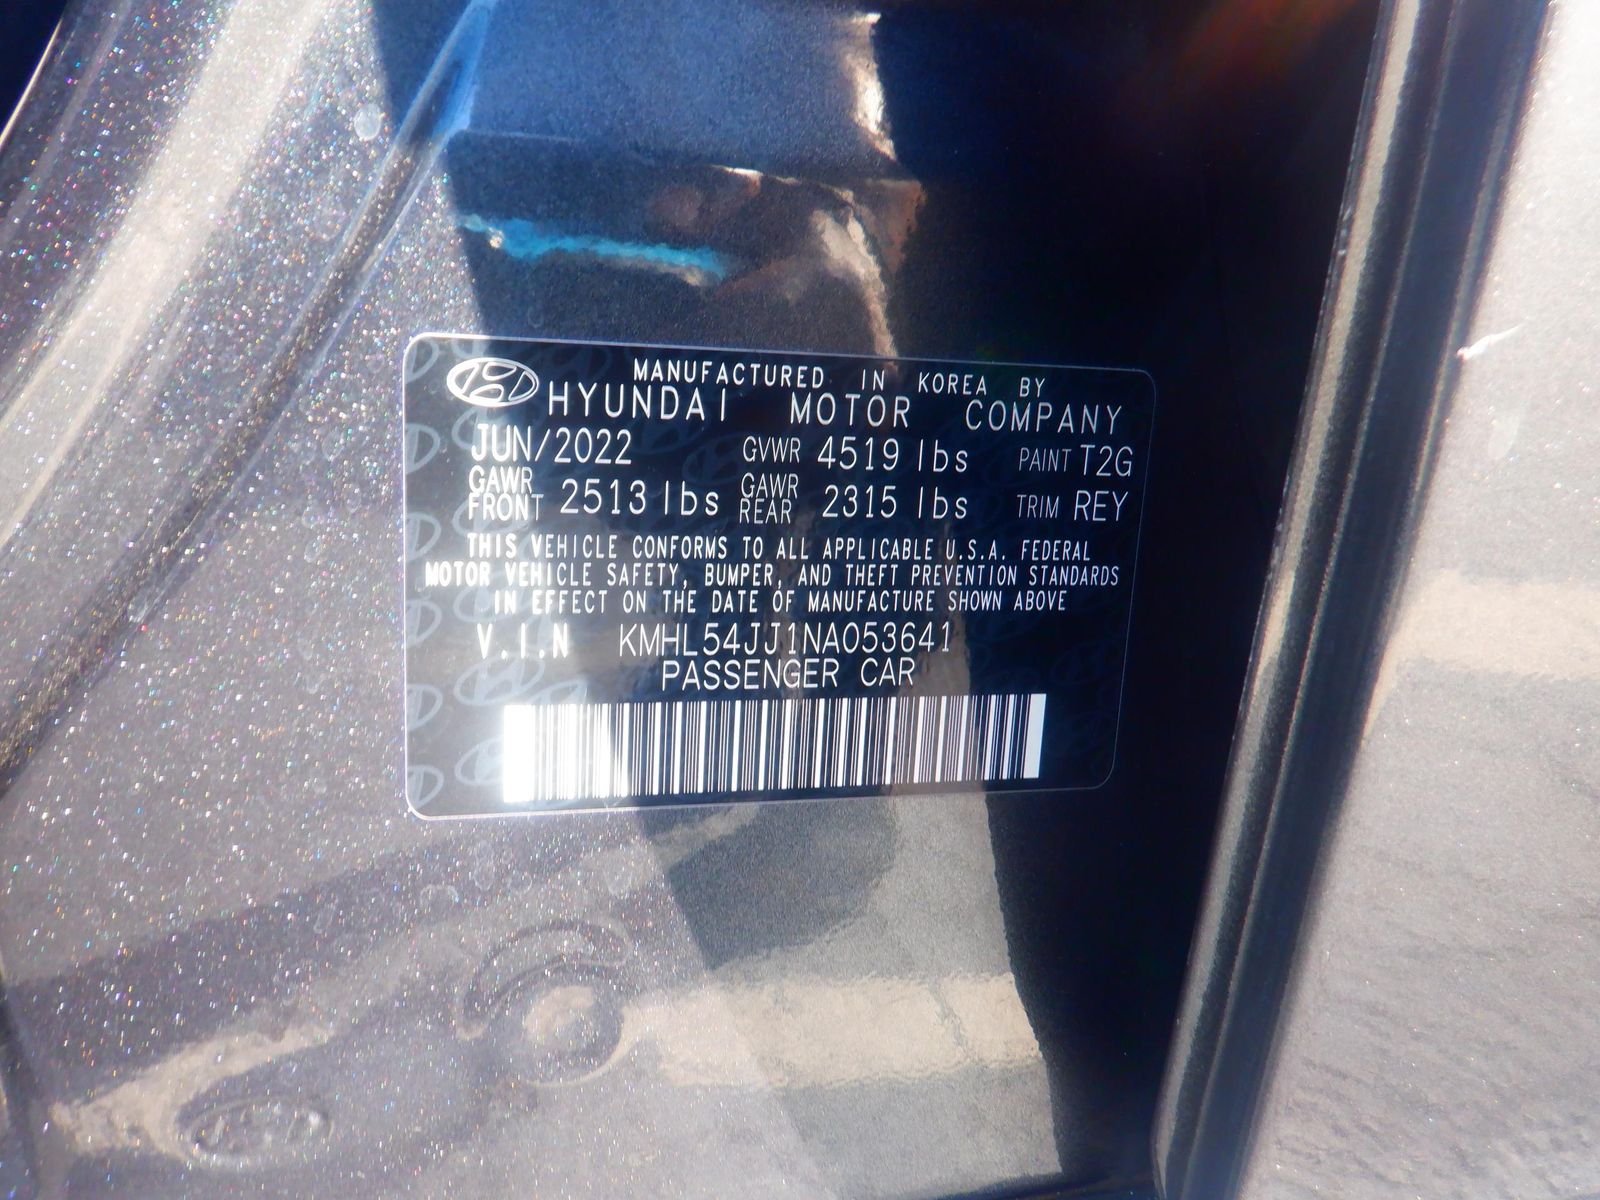 MANUFACTURED IN KOREA BY
HYUNDAI MOTOR COMPANY
JUN/2022 GVWR 4519 lbs PAINT T2G
GAWR FRONT 2513 lbs GAWR REAR 2315 lbs TRIM REY
THIS VEHICLE CONFORMS TO ALL APPLICABLE U.S.A. FEDERAL
MOTOR VEHICLE SAFETY, BUMPER, AND THEFT PREVENTION STANDARDS
IN EFFECT ON THE DATE OF MANUFACTURE SHOWN ABOVE
V.I.N KMHL54JJ1NA053641
PASSENGER CAR